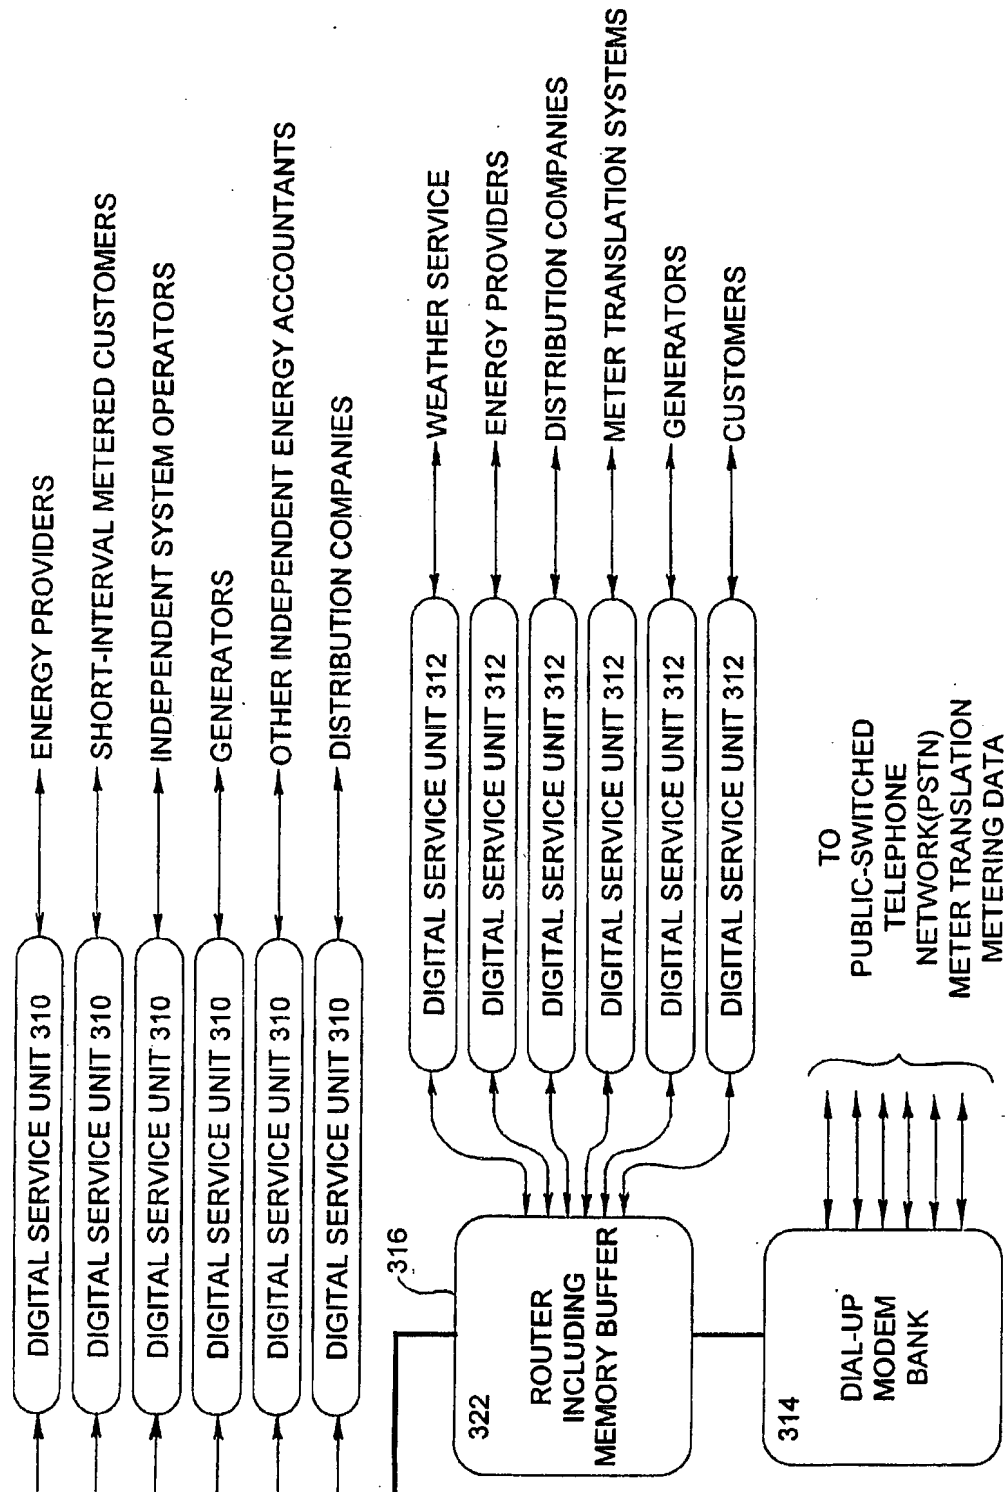 DIGITAL SERVICE UNIT 310
ENERGY PROVIDERS
DIGITAL SERVICE UNIT 310
SHORT-INTERVAL METERED CUSTOMERS
DIGITAL SERVICE UNIT 310
INDEPENDENT SYSTEM OPERATORS
DIGITAL SERVICE UNIT 310
GENERATORS
DIGITAL SERVICE UNIT 310
OTHER INDEPENDENT ENERGY ACCOUNTANTS
DIGITAL SERVICE UNIT 310
DISTRIBUTION COMPANIES
316
322
ROUTER
INCLUDING
MEMORY BUFFER
DIGITAL SERVICE UNIT 312
WEATHER SERVICE
DIGITAL SERVICE UNIT 312
ENERGY PROVIDERS
DIGITAL SERVICE UNIT 312
DISTRIBUTION COMPANIES
DIGITAL SERVICE UNIT 312
METER TRANSLATION SYSTEMS
DIGITAL SERVICE UNIT 312
GENERATORS
DIGITAL SERVICE UNIT 312
CUSTOMERS
314
DIAL-UP
MODEM
BANK
TO
PUBLIC-SWITCHED
TELEPHONE
NETWORK(PSTN)
METER TRANSLATION
METERING DATA